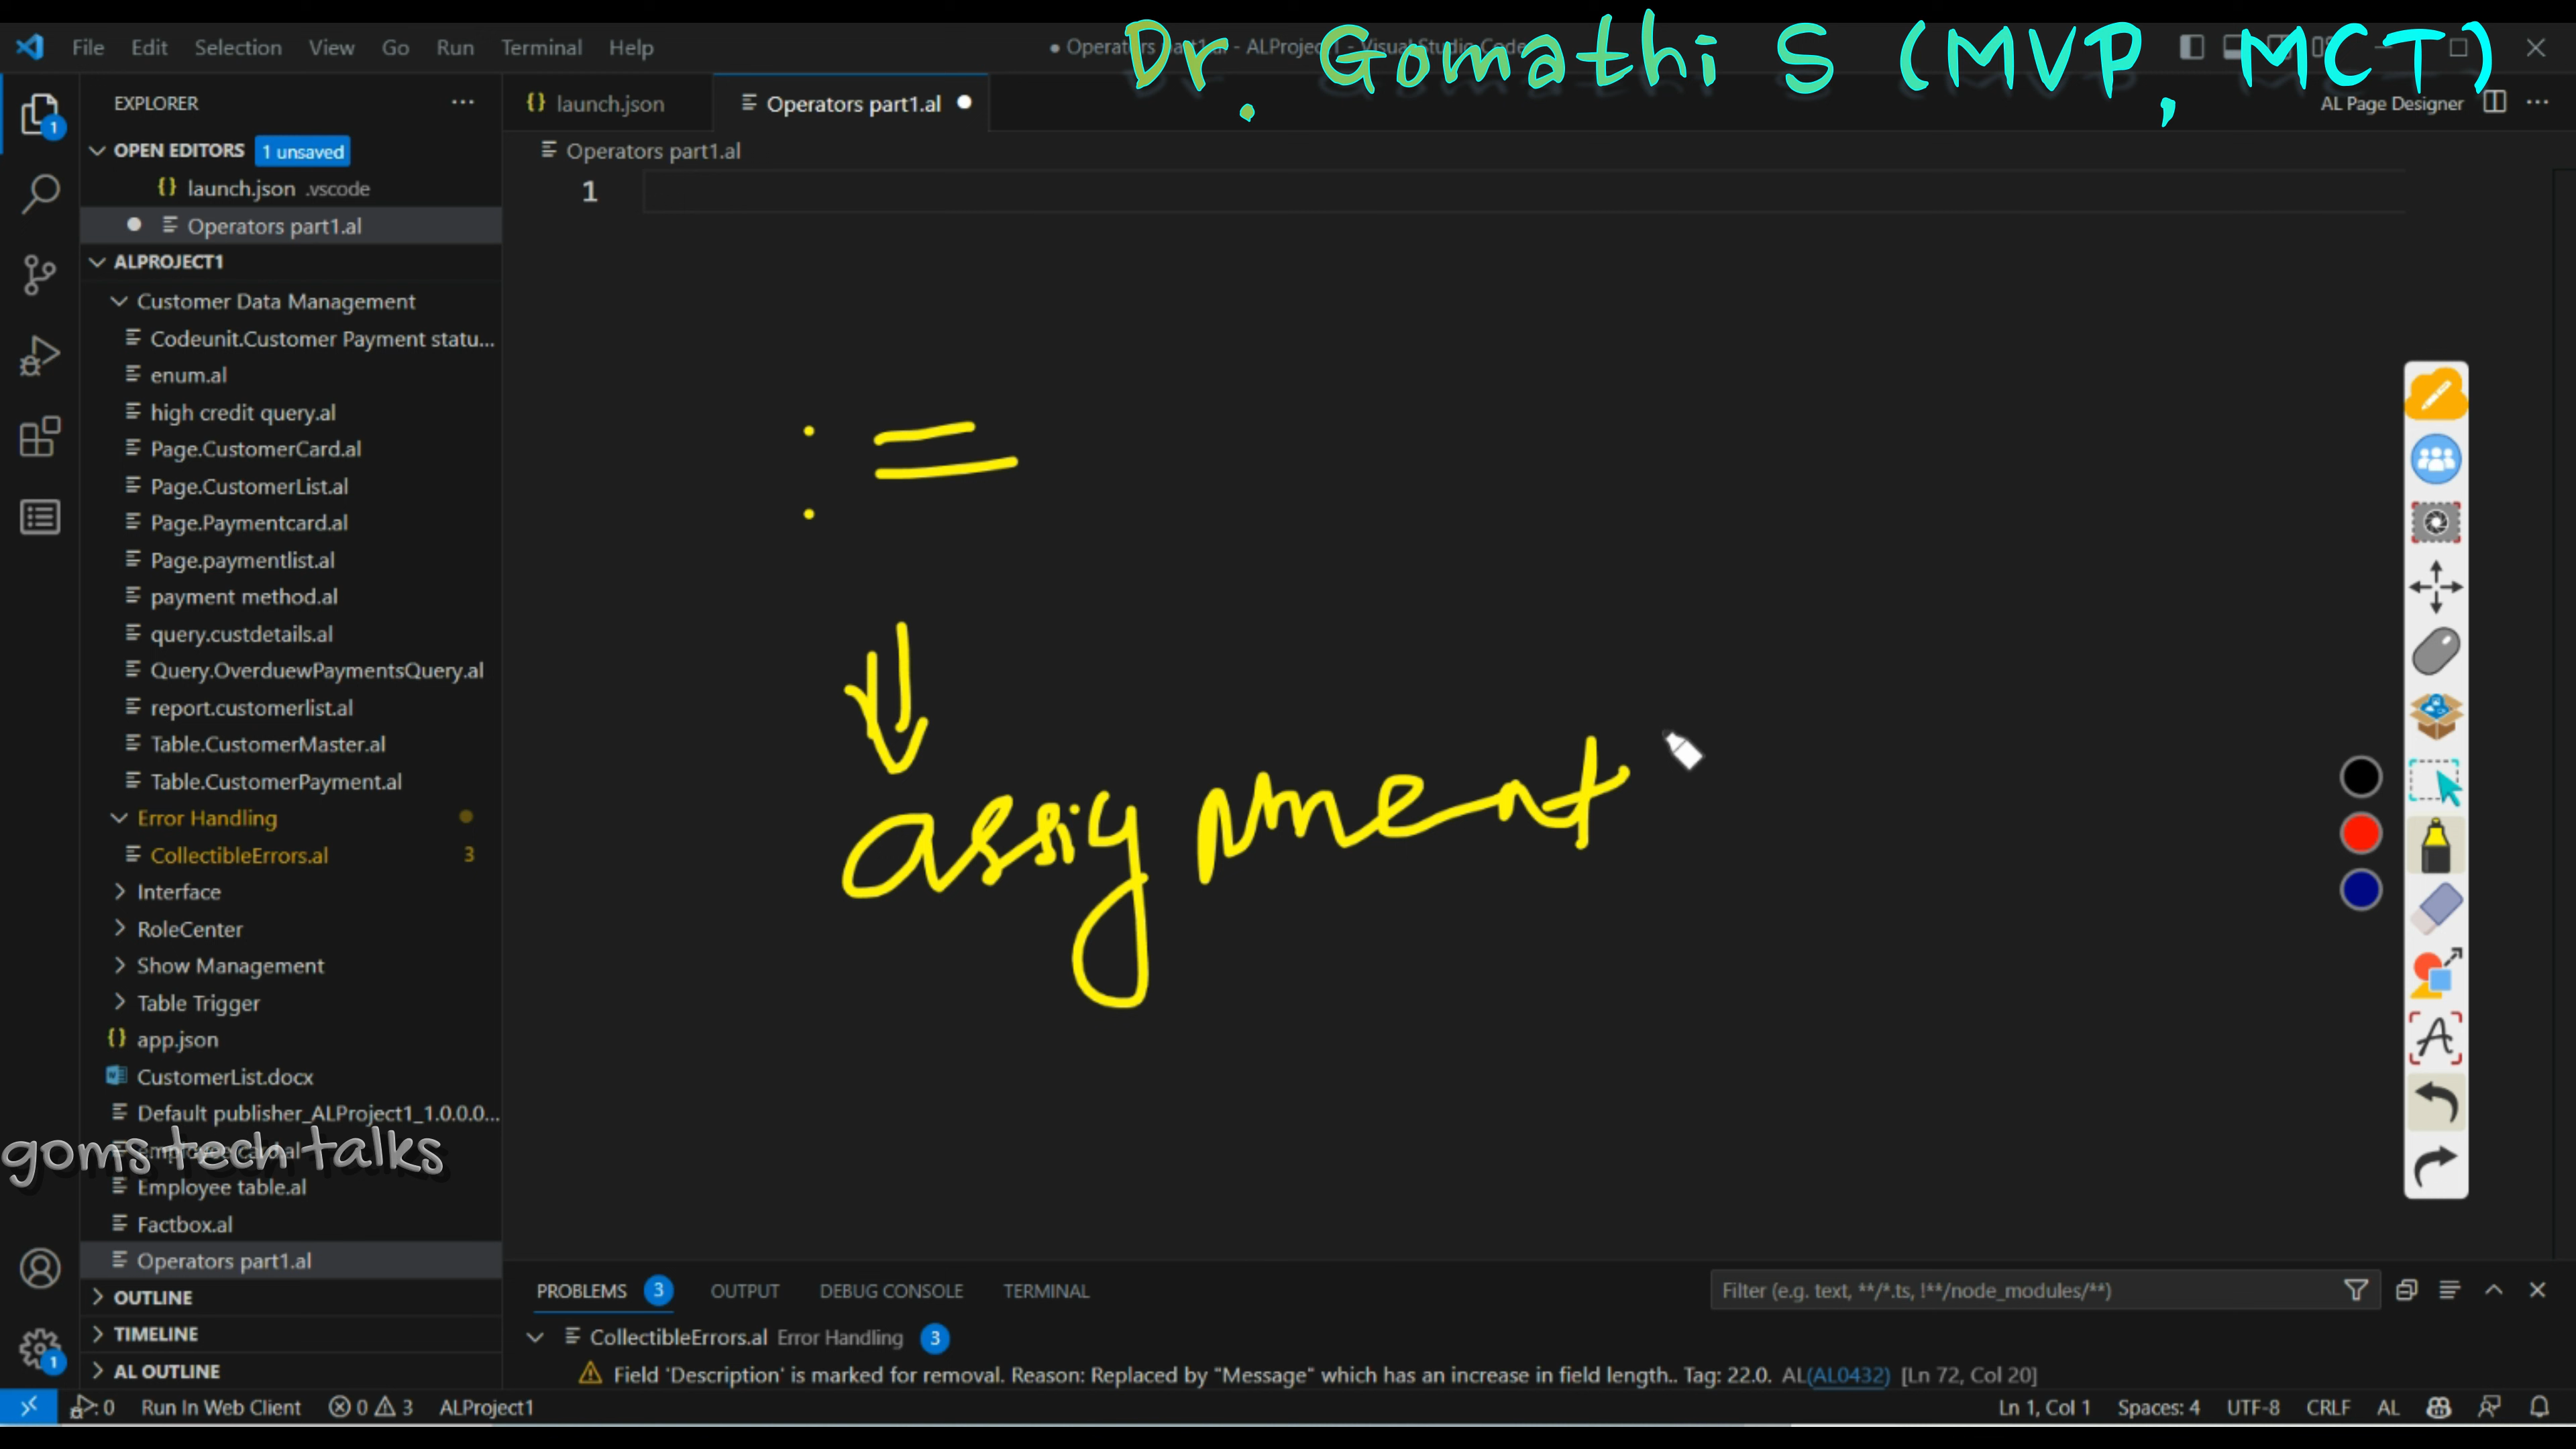 Dr. Gomathi S (MVP, MCT)
File Edit Selection View Go Run Terminal Help
launch.json
Operators part1.al
AL Page Designer
EXPLORER
OPEN EDITORS 1 unsaved
launch.json .vscode
Operators part1.al
ALPROJECT1
Customer Data Management
Codeunit.Customer Payment statu...
enum.al
high credit query.al
Page.CustomerCard.al
Page.CustomerList.al
Page.Paymentcard.al
Page.paymentlist.al
payment method.al
query.custdetails.al
Query.OverduewPaymentsQuery.al
report.customerlist.al
Table.CustomerMaster.al
Table.CustomerPayment.al
Error Handling
CollectibleErrors.al 3
Interface
RoleCenter
Show Management
Table Trigger
app.json
CustomerList.docx
Default publisher_ALProject1_1.0.0.0...
goms tech talks
Employee table.al
Factbox.al
Operators part1.al
OUTLINE
TIMELINE
AL OUTLINE
Operators part1.al
1
:=
assignment
PROBLEMS 3 OUTPUT DEBUG CONSOLE TERMINAL
Filter (e.g. text, **/*.ts, !**/node_modules/**)
CollectibleErrors.al Error Handling 3
Field 'Description' is marked for removal. Reason: Replaced by "Message" which has an increase in field length.. Tag: 22.0. AL(AL0432) [Ln 72, Col 20]
0 Run In Web Client 0 3 ALProject1
Ln 1, Col 1 Spaces: 4 UTF-8 CRLF AL